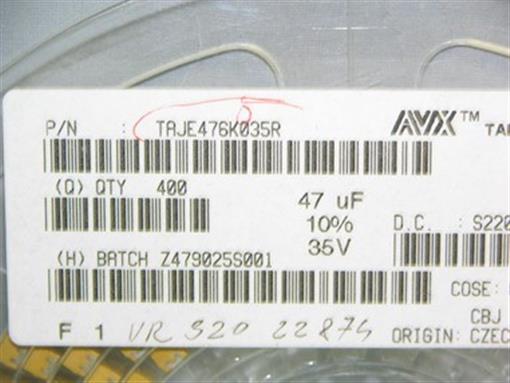 P/N : TAJE476K035R AVX™ TA
(Q) QTY 400
47 uF
10%
35V
D.C. : S220
(H) BATCH Z479025S001
COSE:
CBJ
F 1 VR 320 22874
ORIGIN: CZEC